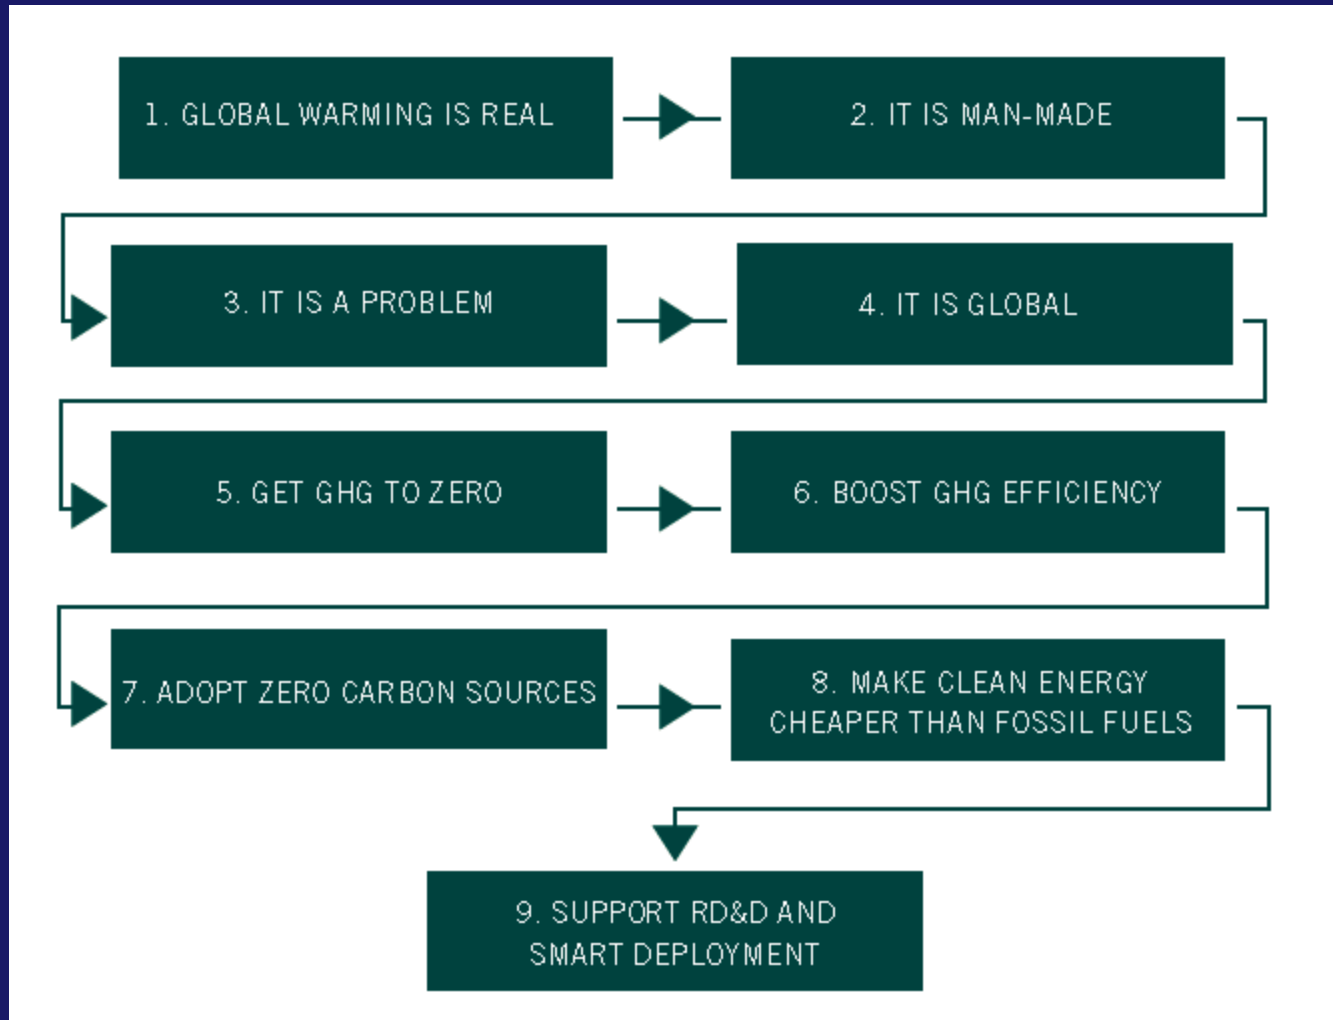 1. GLOBAL WARMING IS REAL
2. IT IS MAN-MADE
3. IT IS A PROBLEM
4. IT IS GLOBAL
5. GET GHG TO ZERO
6. BOOST GHG EFFICIENCY
7. ADOPT ZERO CARBON SOURCES
8. MAKE CLEAN ENERGY
CHEAPER THAN FOSSIL FUELS
9. SUPPORT RD&D AND
SMART DEPLOYMENT